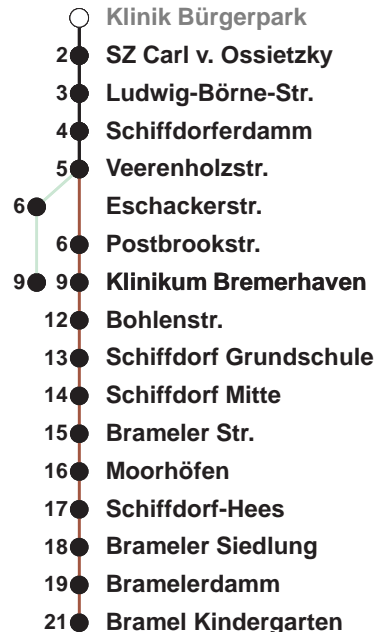 Klinik Bürgerpark
2 SZ Carl v. Ossietzky
3 Ludwig-Börne-Str.
4 Schiffdorferdamm
5 Veerenholzstr.
6 Eschackerstr.
6 Postbrookstr.
9 9 Klinikum Bremerhaven
12 Bohlenstr.
13 Schiffdorf Grundschule
14 Schiffdorf Mitte
15 Brameler Str.
16 Moorhöfen
17 Schiffdorf-Hees
18 Brameler Siedlung
19 Bramelerdamm
21 Bramel Kindergarten